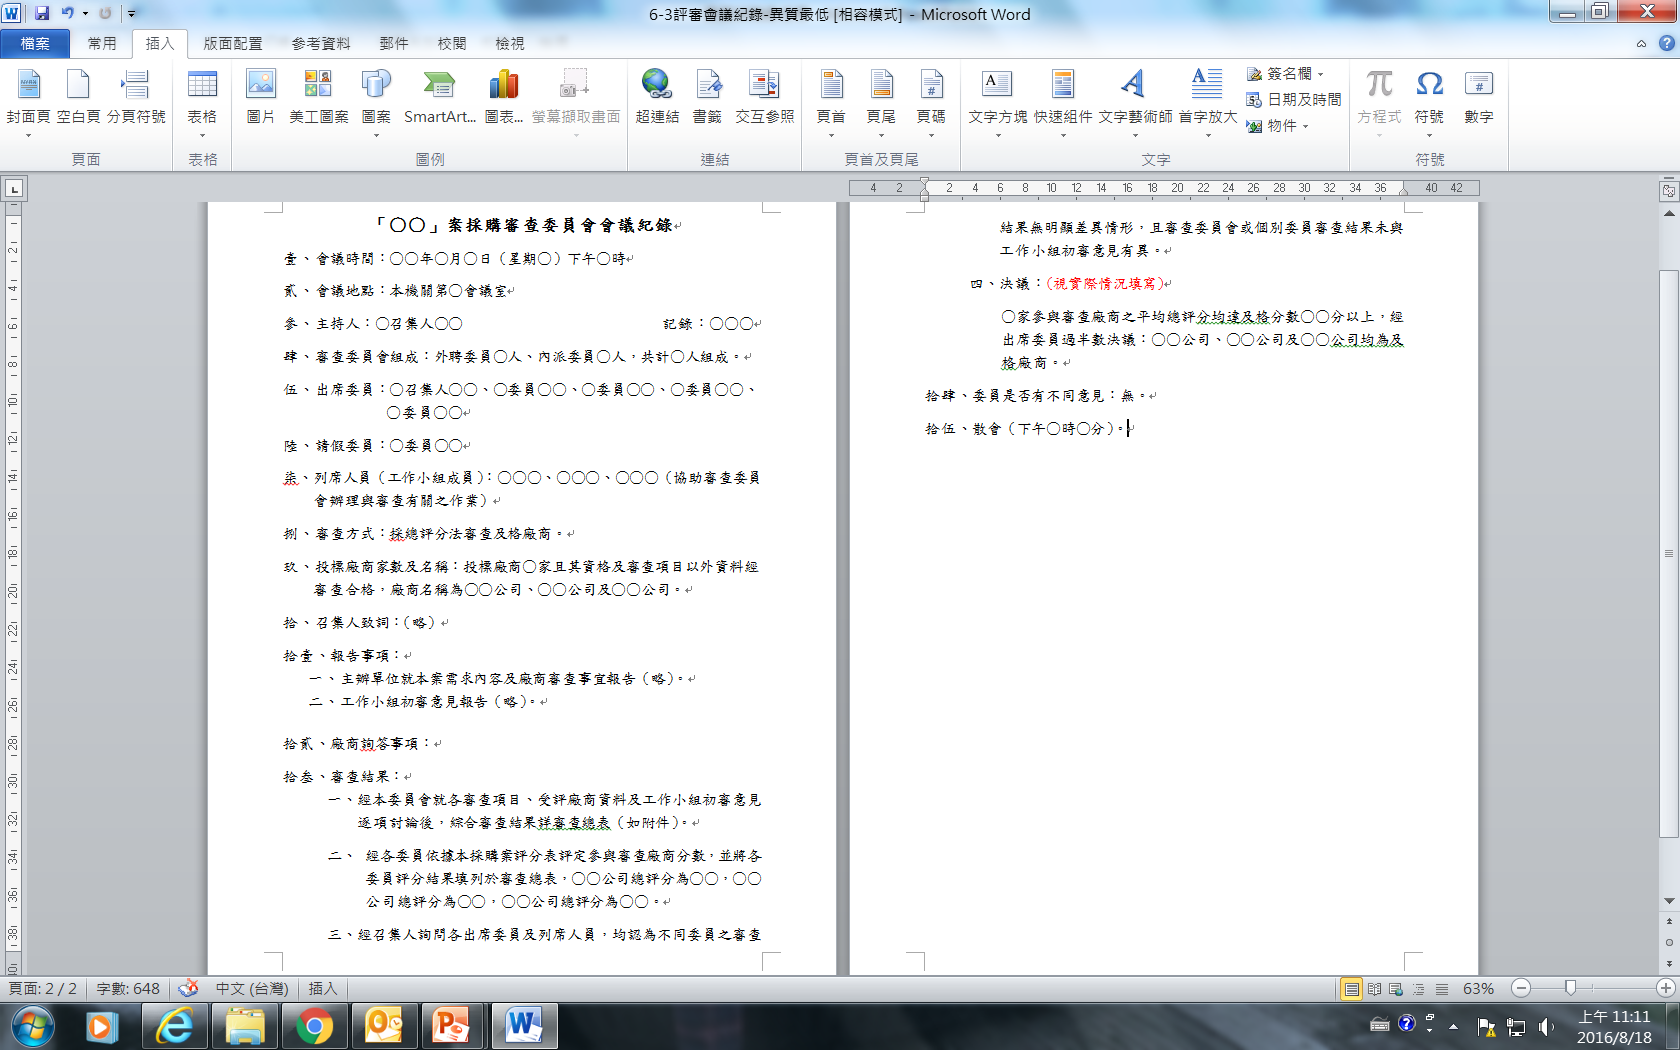 6-3評審會議紀錄-異質最低 [相容模式] - Microsoft Word
檔案 常用 插入 版面配置 參考資料 郵件 校閱 檢視
封面頁 空白頁 分頁符號 表格 圖片 美工圖案 圖案 SmartArt... 圖表... 螢幕擷取畫面 超連結 書籤 交互參照 頁首 頁尾 頁碼 文字方塊 快速組件 文字藝術師 首字放大 方程式 符號 數字
簽名欄
日期及時間
物件
頁面 表格 圖例 連結 頁首及頁尾 文字 符號
4 2 2 4 6 8 10 12 14 16 18 20 22 24 26 28 30 32 34 36 40 42
「○○」案採購審查委員會會議紀錄
壹、會議時間：○○年○月○日（星期○）下午○時
貳、會議地點：本機關第○會議室
參、主持人：○召集人○○ 記錄：○○○
肆、審查委員會組成：外聘委員○人、內派委員○人，共計○人組成。
伍、出席委員：○召集人○○、○委員○○、○委員○○、○委員○○、
○委員○○
陸、請假委員：○委員○○
柒、列席人員（工作小組成員）：○○○、○○○、○○○（協助審查委員
會辦理與審查有關之作業）
捌、審查方式：採總評分法審查及格廠商。
玖、投標廠商家數及名稱：投標廠商○家且其資格及審查項目以外資料經
審查合格，廠商名稱為○○公司、○○公司及○○公司。
拾、召集人致詞：（略）
拾壹、報告事項：
一、主辦單位就本案需求內容及廠商審查事宜報告（略）。
二、工作小組初審意見報告（略）。
拾貳、廠商詢答事項：
拾參、審查結果：
一、經本委員會就各審查項目、受評廠商資料及工作小組初審意見
逐項討論後，綜合審查結果詳審查總表（如附件）。
二、 經各委員依據本採購案評分表評定參與審查廠商分數，並將各
委員評分結果填列於審查總表，○○公司總評分為○○，○○
公司總評分為○○，○○公司總評分為○○。
三、經召集人詢問各出席委員及列席人員，均認為不同委員之審查
結果無明顯差異情形，且審查委員會或個別委員審查結果未與
工作小組初審意見有異。
四、決議：(視實際情況填寫)
○家參與審查廠商之平均總評分均達及格分數○○分以上，經
出席委員過半數決議：○○公司、○○公司及○○公司均為及
格廠商。
拾肆、委員是否有不同意見：無。
拾伍、散會（下午○時○分）。
頁面: 2 / 2 字數: 648 中文 (台灣) 插入 63%
上午 11:11
2016/8/18